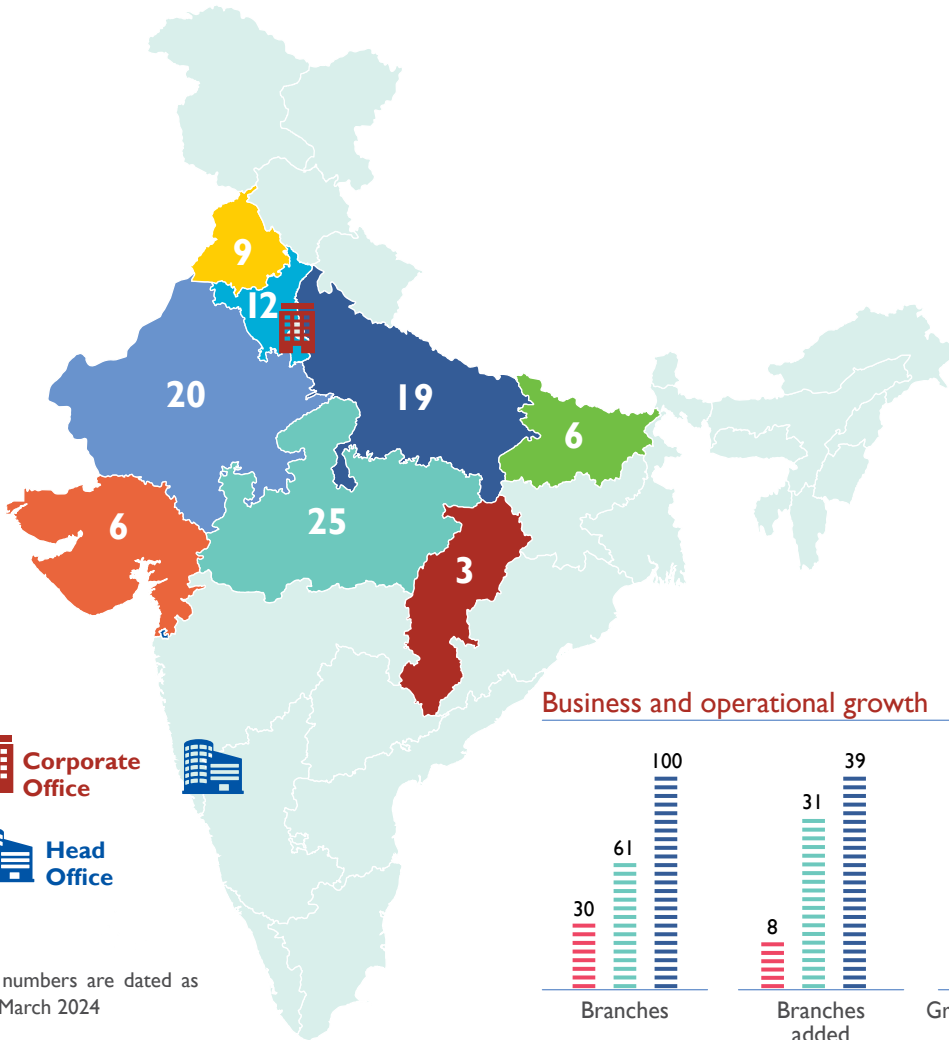 9
12
20
19
6
6
25
3
Business and operational growth
Corporate
Office
Head
Office
numbers are dated as
March 2024
30
61
100
Branches
8
31
39
Branches
added
Gr